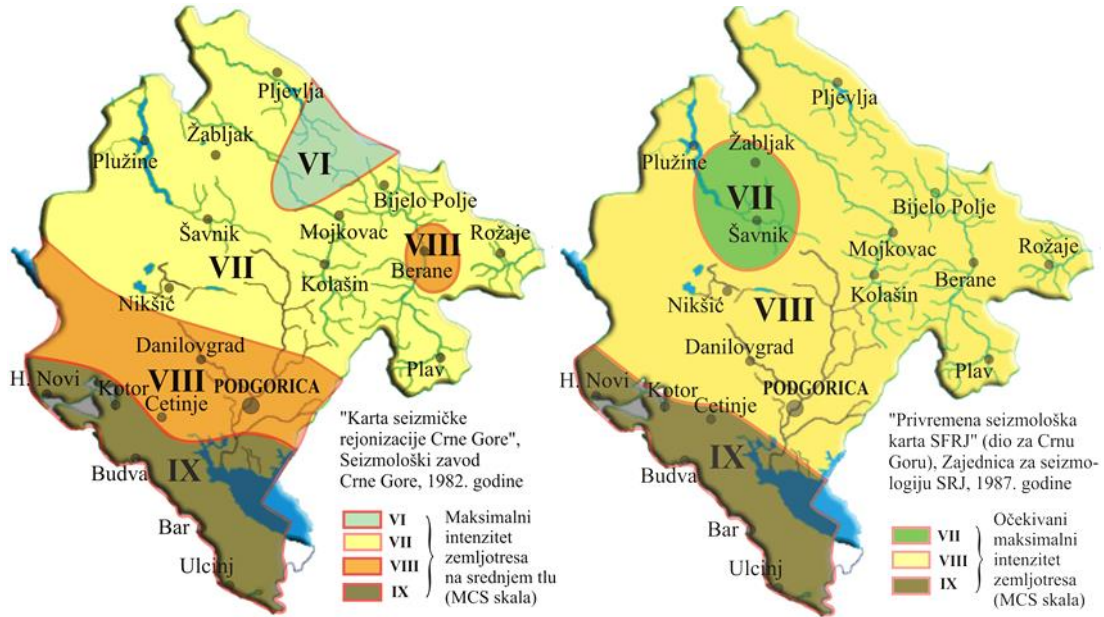 Pljevlja
Žabljak
Plužine
VI
Bijelo Polje
Šavnik
Mojkovac
VIII
Rožaje
VII
Berane
Kolašin
Nikšić
Danilovgrad
Plav
VIII
H. Novi
Kotor
PODGORICA
Cetinje
IX
Budva
Bar
Ulcinj
"Karta seizmičke
rejonizacije Crne Gore",
Seizmološki zavod
Crne Gore, 1982. godine
VI
VII
VIII
IX
Maksimalni
intenzitet
zemljotresa
na srednjem tlu
(MCS skala)
Pljevlja
Žabljak
Plužine
VII
Bijelo Polje
Šavnik
Mojkovac
Rožaje
Berane
Kolašin
Nikšić
VIII
Danilovgrad
Plav
H. Novi
Kotor
PODGORICA
Cetinje
IX
Budva
Bar
Ulcinj
"Privremena seizmološka
karta SFRJ" (dio za Crnu
Goru), Zajednica za seizmo-
logiju SRJ, 1987. godine
VII
VIII
IX
Očekivani
maksimalni
intenzitet
zemljotresa
(MCS skala)